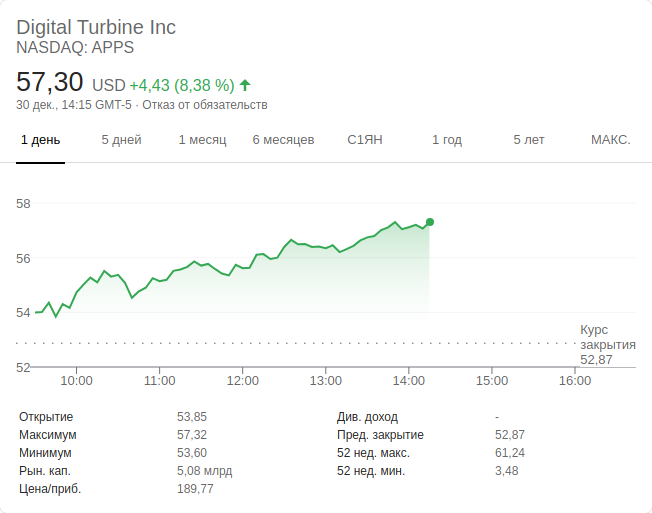 Digital Turbine Inc
NASDAQ: APPS
57,30 USD +4,43 (8,38 %)
30 дек., 14:15 GMT-5 · Отказ от обязательств
1 день 5 дней 1 месяц 6 месяцев С1ЯН 1 год 5 лет МАКС.
58
56
54
Курс
закрытия
52,87
52
10:00 11:00 12:00 13:00 14:00 15:00 16:00
Открытие 53,85 Див. доход -
Максимум 57,32 Пред. закрытие 52,87
Минимум 53,60 52 нед. макс. 61,24
Рын. кап. 5,08 млрд 52 нед. мин. 3,48
Цена/приб. 189,77